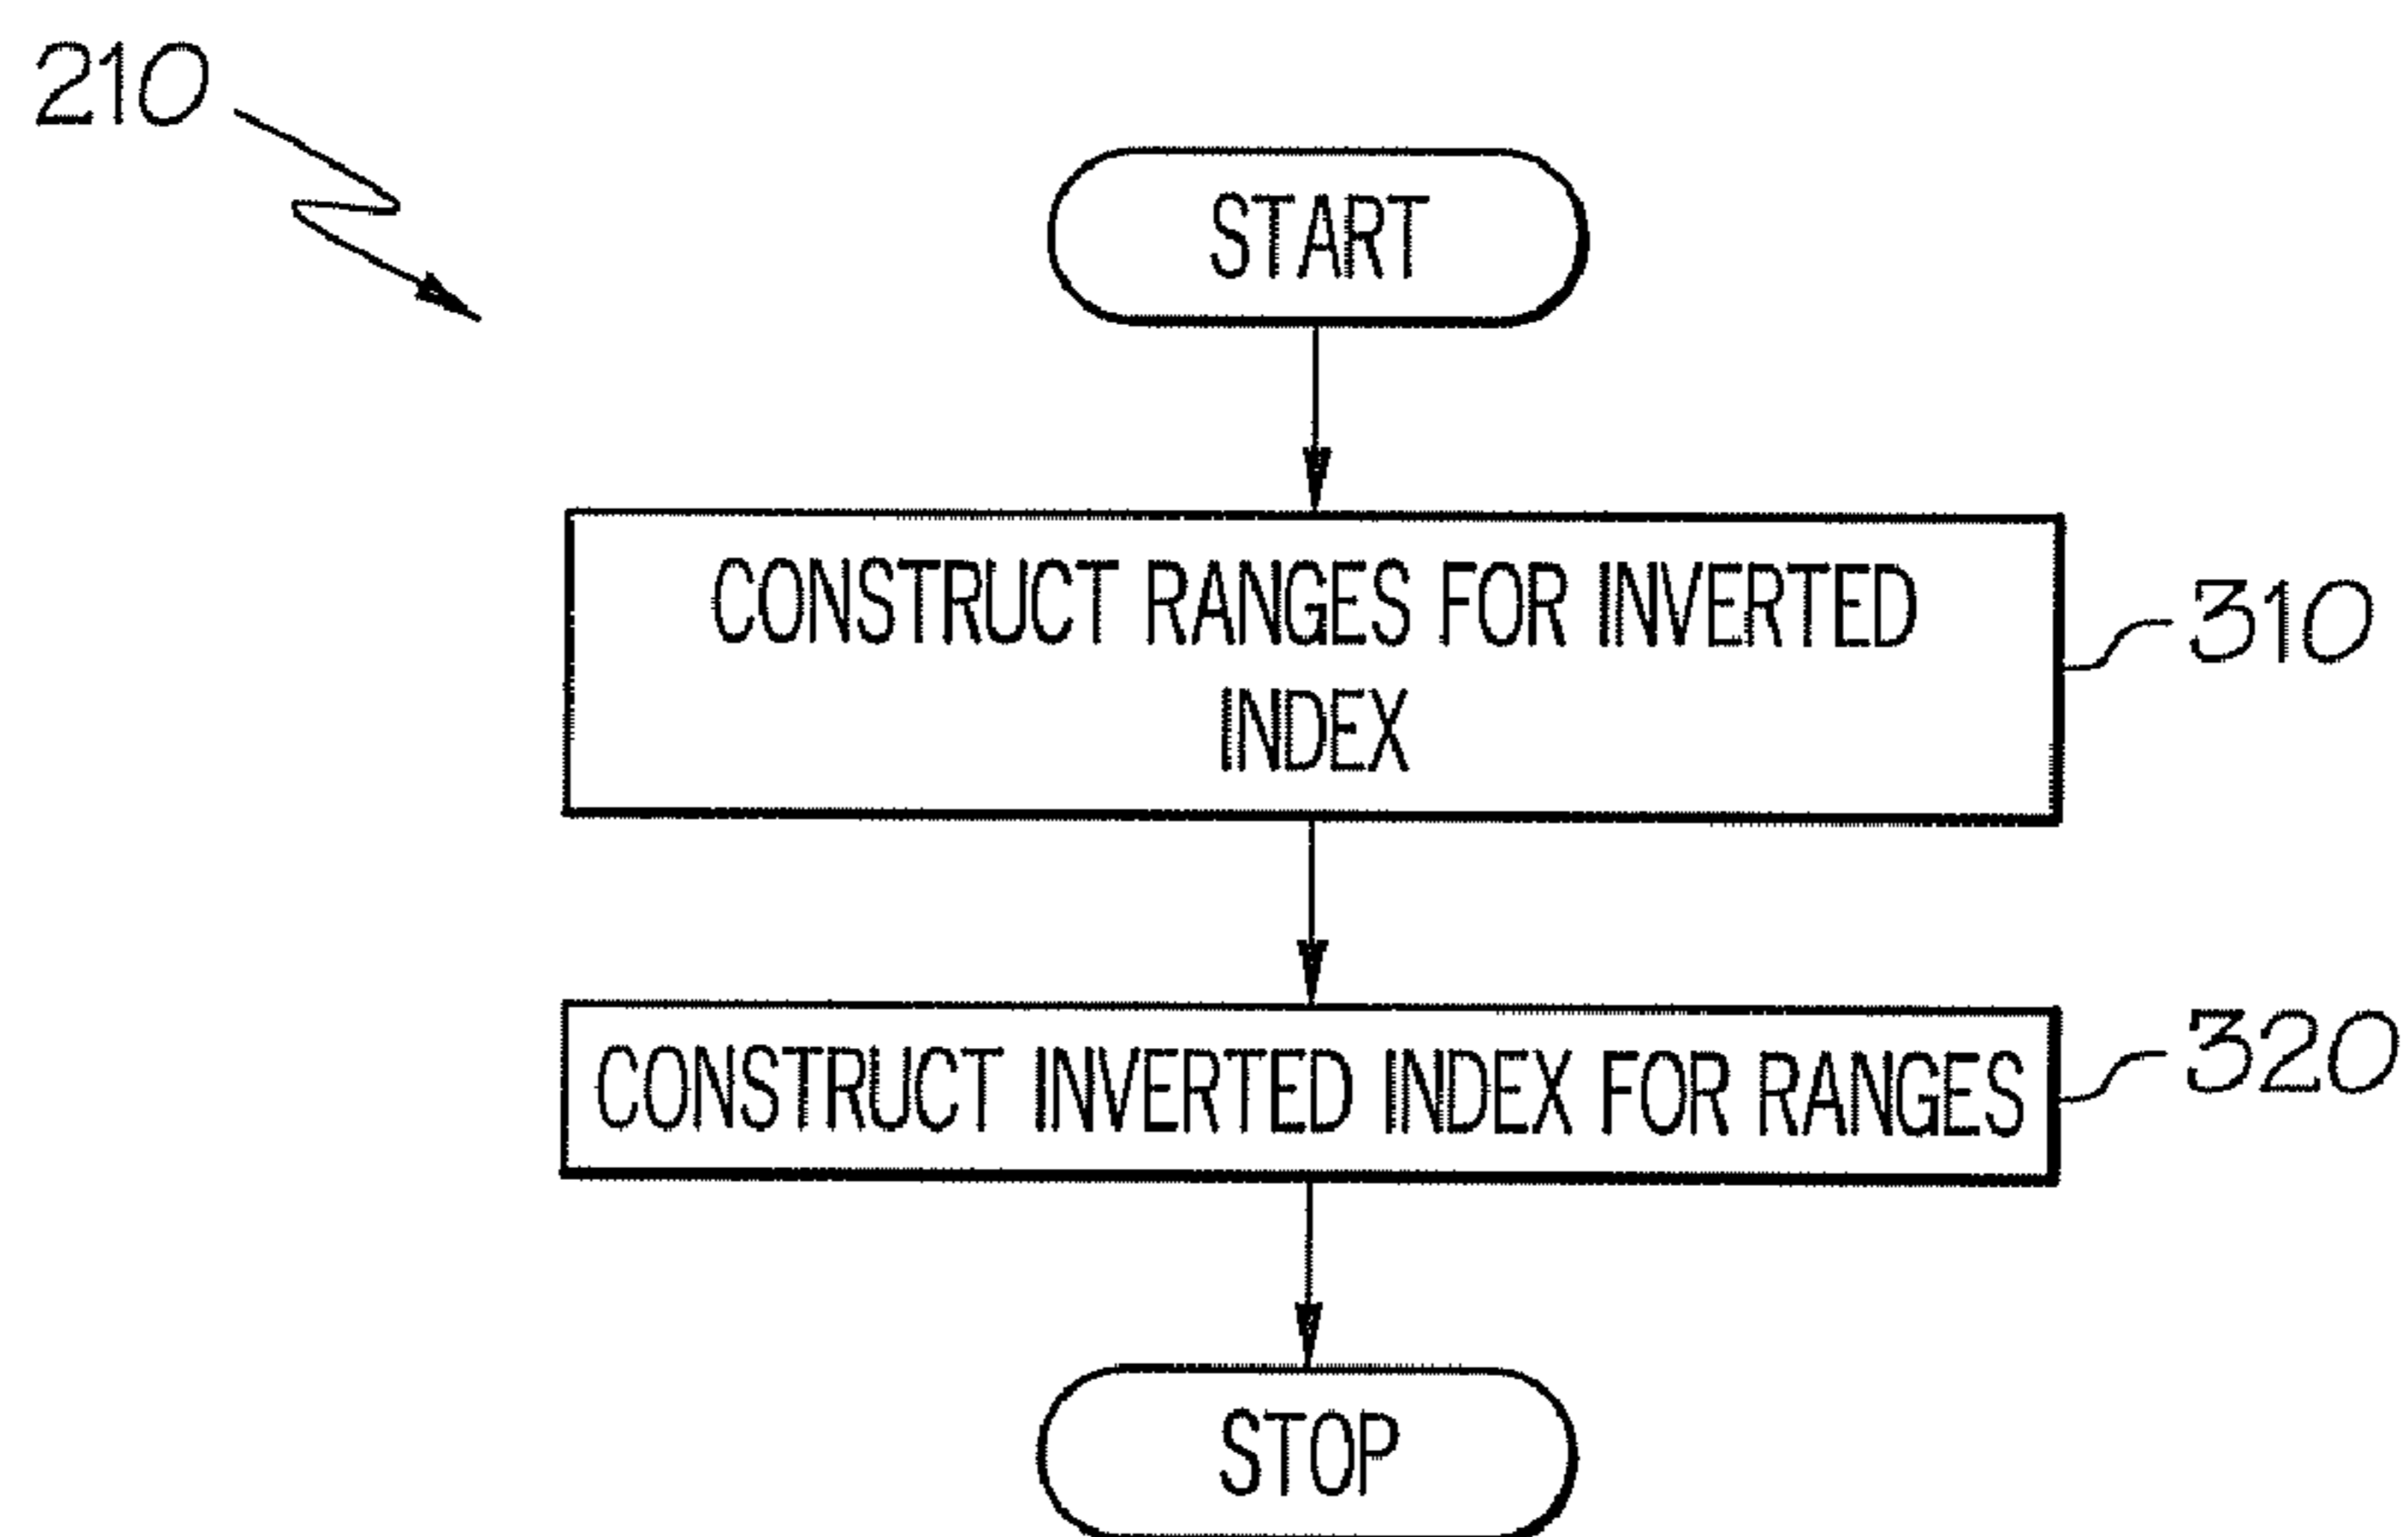 210
START
CONSTRUCT RANGES FOR INVERTED
INDEX
310
CONSTRUCT INVERTED INDEX FOR RANGES
320
STOP